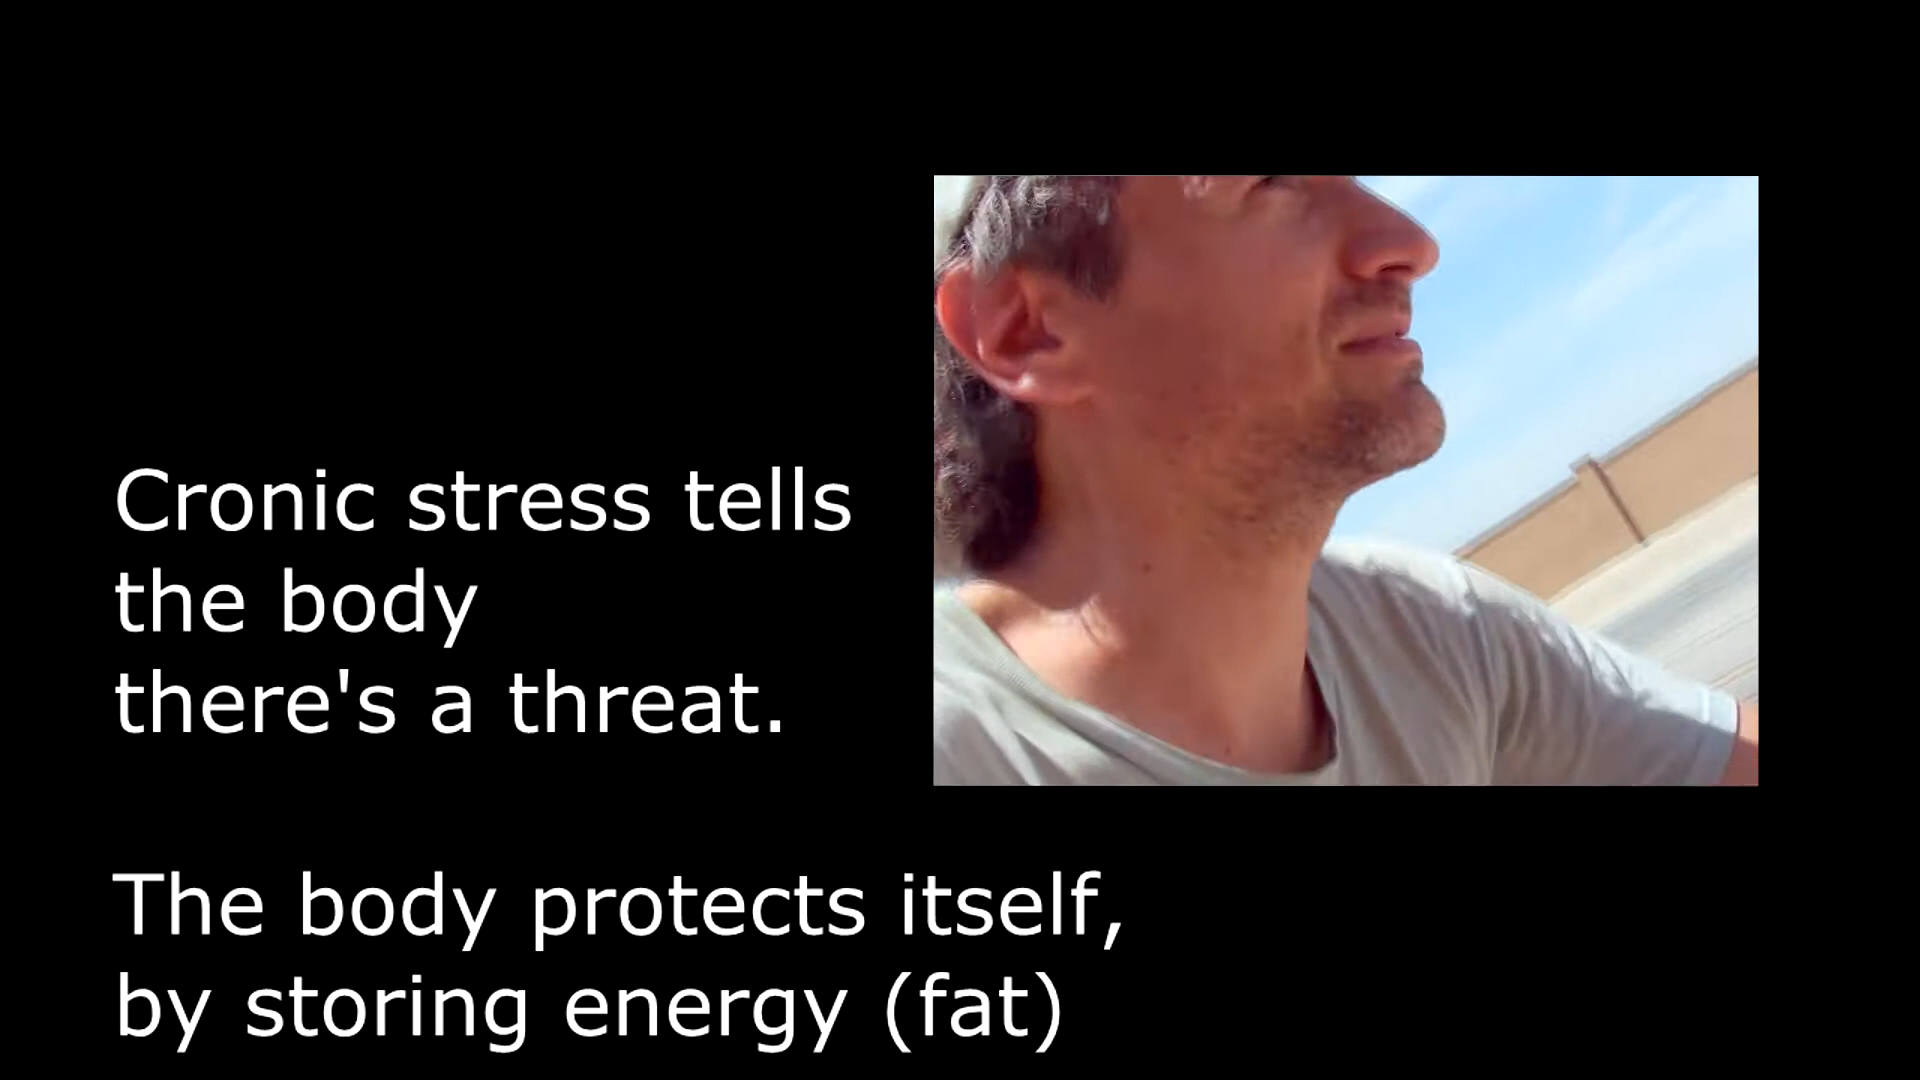 Cronic stress tells
the body
there's a threat.
The body protects itself,
by storing energy (fat)